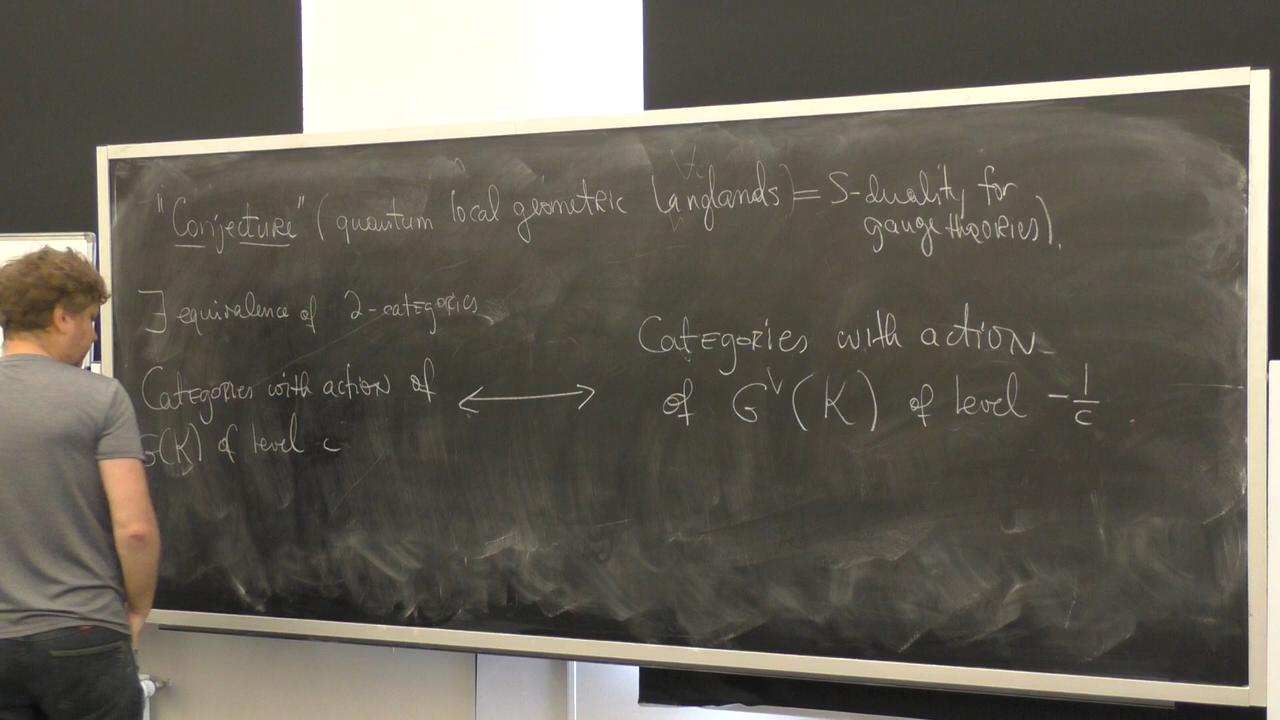 "Conjecture" (quantum local geometric Langlands) = S-duality for
gauge theories).
∃ equivalence of 2-categories
Categories with action of
G(K) of level c
⟷
Categories with action
of G^∨(K) of level -1/c.